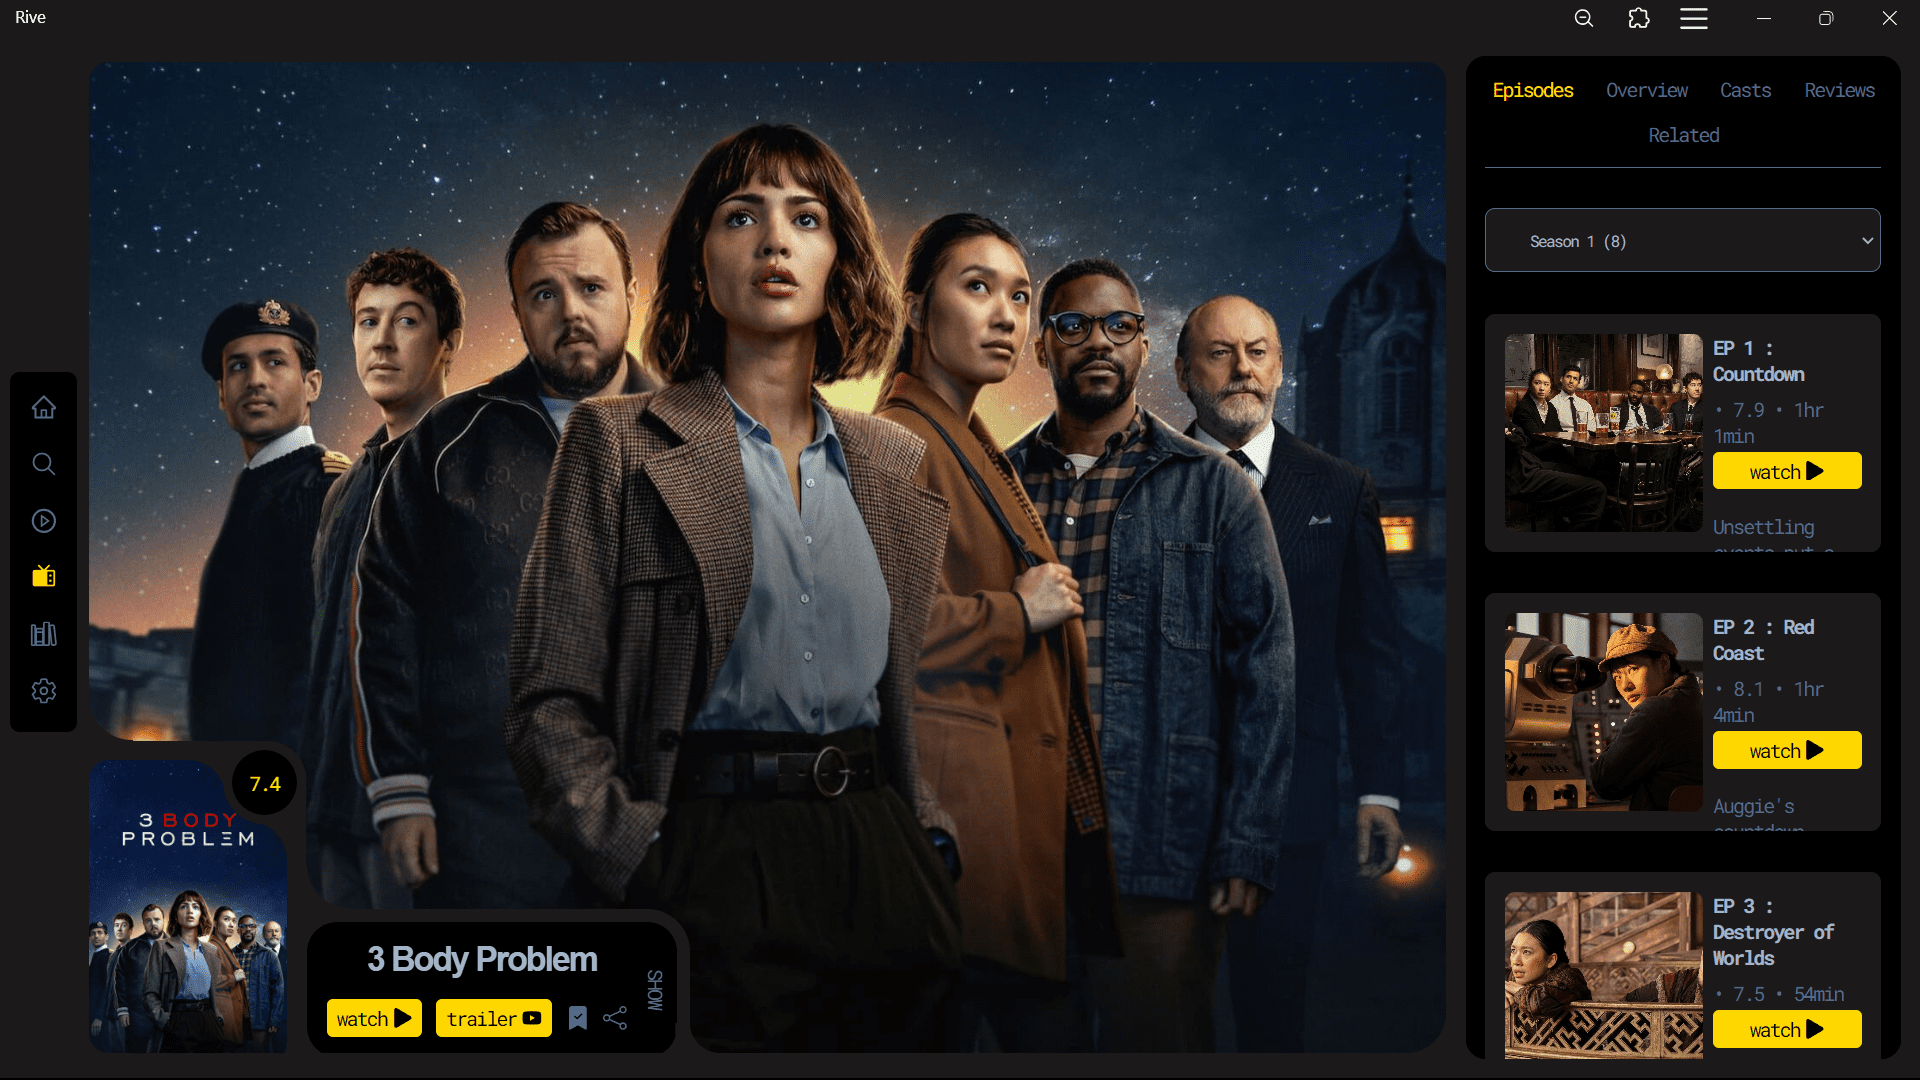 Rive
Episodes Overview Casts Reviews
Related
Season 1 (8)
EP 1 :
Countdown
• 7.9 • 1hr
1min
watch
Unsettling
EP 2 : Red
Coast
• 8.1 • 1hr
4min
watch
Auggie's
countdown
EP 3 :
Destroyer of
Worlds
• 7.5 • 54min
watch
7.4
3 BODY
PROBLEM
3 Body Problem
SHOW
watch trailer